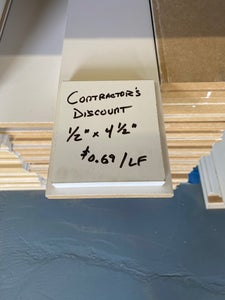 CONTRACTOR'S
DISCOUNT
1/2" x 4 1/2"
$0.69/LF